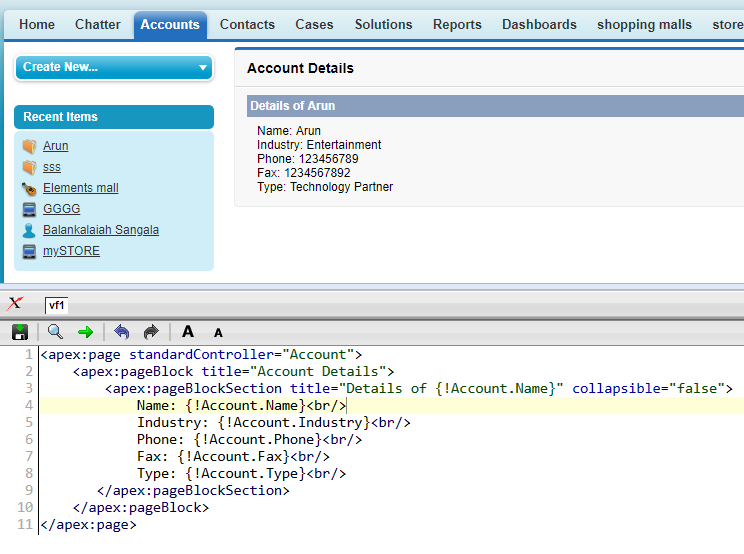 Home Chatter Accounts Contacts Cases Solutions Reports Dashboards shopping malls store
Create New...
Account Details
Recent Items
Details of Arun
Arun
sss
Elements mall
GGGG
Balankalaiah Sangala
mySTORE
Name: Arun
Industry: Entertainment
Phone: 123456789
Fax: 1234567892
Type: Technology Partner
vf1
A A
1 <apex:page standardController="Account">
2 <apex:pageBlock title="Account Details">
3 <apex:pageBlockSection title="Details of {!Account.Name}" collapsible="false">
4 Name: {!Account.Name}<br/>
5 Industry: {!Account.Industry}<br/>
6 Phone: {!Account.Phone}<br/>
7 Fax: {!Account.Fax}<br/>
8 Type: {!Account.Type}<br/>
9 </apex:pageBlockSection>
10 </apex:pageBlock>
11 </apex:page>